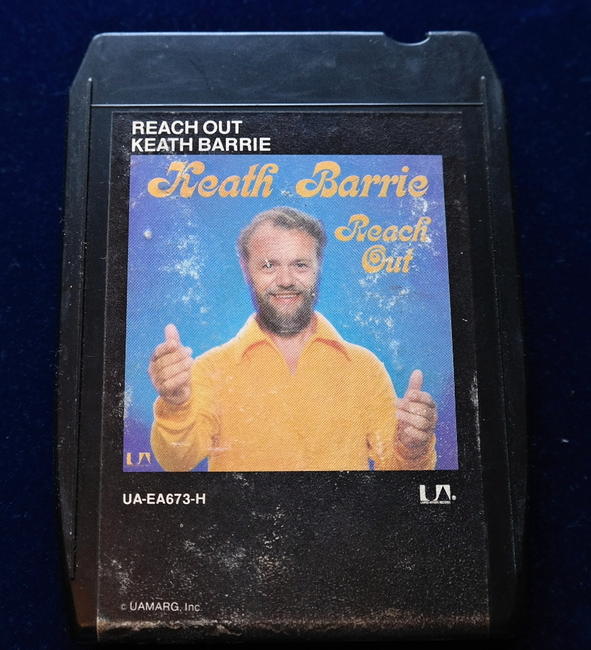 REACH OUT
KEATH BARRIE
Keath Barrie
Reach
Out
UA
UA-EA673-H
UA
© UAMARG, Inc